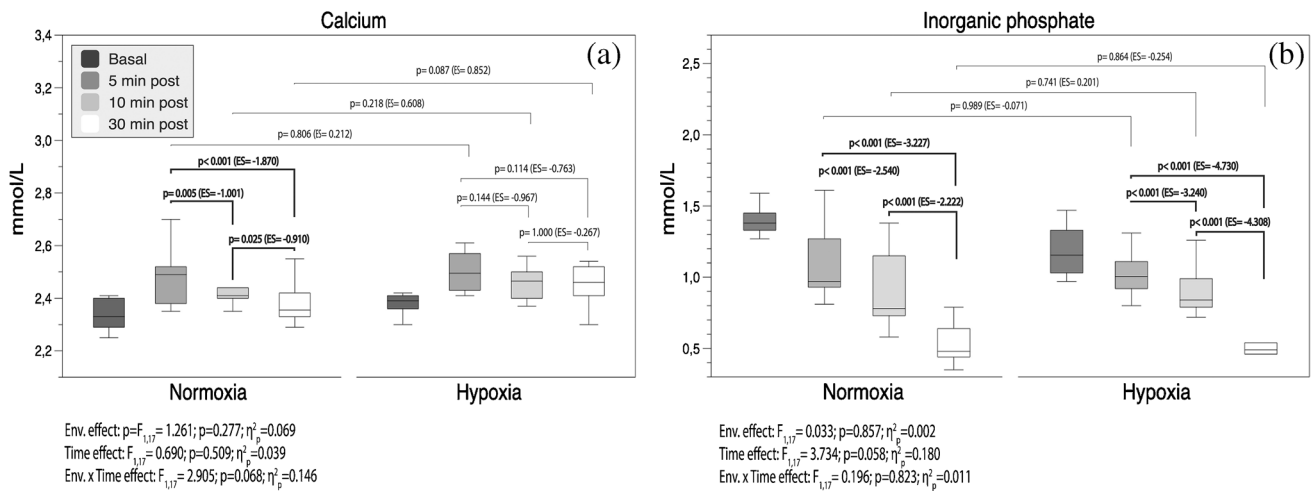 Calcium
(a)
3,4
3,2
3,0
2,8
2,6
2,4
2,2
mmol/L
Basal
5 min post
10 min post
30 min post
p= 0.087 (ES= 0.852)
p= 0.218 (ES= 0.608)
p= 0.806 (ES= 0.212)
p< 0.001 (ES= -1.870)
p= 0.005 (ES= -1.001)
p= 0.025 (ES= -0.910)
p= 0.114 (ES= -0.763)
p= 0.144 (ES= -0.967)
p= 1.000 (ES= -0.267)
Normoxia
Hypoxia
Env. effect: p=F1,17= 1.261; p=0.277; η²p=0.069
Time effect: F1,17= 0.690; p=0.509; η²p=0.039
Env. x Time effect: F1,17= 2.905; p=0.068; η²p=0.146
Inorganic phosphate
(b)
2,5
2,0
1,5
1,0
0,5
mmol/L
p= 0.864 (ES= -0.254)
p= 0.741 (ES= 0.201)
p= 0.989 (ES= -0.071)
p< 0.001 (ES= -3.227)
p< 0.001 (ES= -2.540)
p< 0.001 (ES= -2.222)
p< 0.001 (ES= -4.730)
p< 0.001 (ES= -3.240)
p< 0.001 (ES= -4.308)
Normoxia
Hypoxia
Env. effect: F1,17= 0.033; p=0.857; η²p=0.002
Time effect: F1,17= 3.734; p=0.058; η²p=0.180
Env. x Time effect: F1,17= 0.196; p=0.823; η²p=0.011